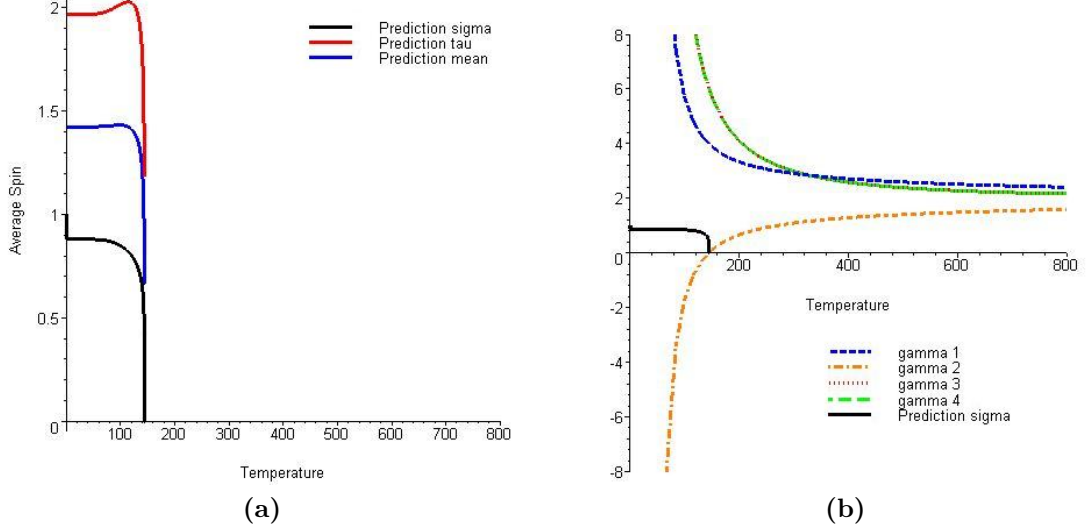 2
1.5
1
0.5
0
Average Spin
100 200 300 400 500 600 700 800
Temperature
Prediction sigma
Prediction tau
Prediction mean
(a)
8
6
4
2
0
-2
-4
-6
-8
200 400 600 800
Temperature
gamma 1
gamma 2
gamma 3
gamma 4
Prediction sigma
(b)